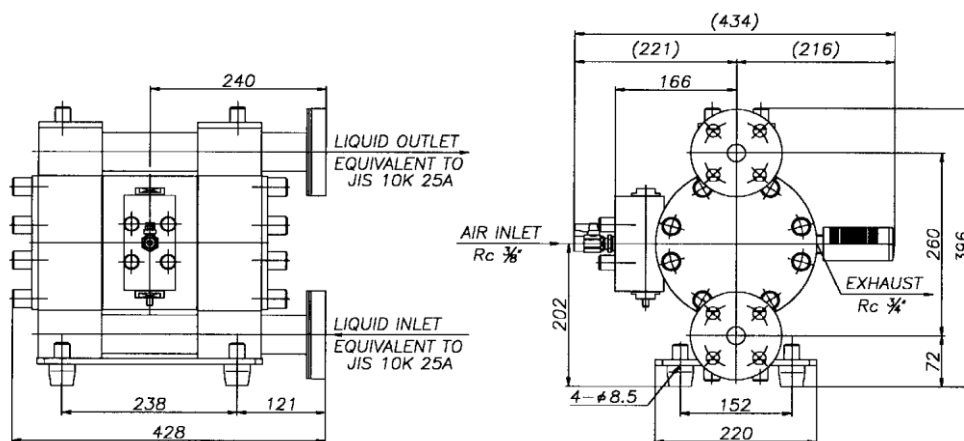 (434)
(221)
(216)
240
166
LIQUID OUTLET
EQUIVALENT TO
JIS 10K 25A
AIR INLET
Rc 3/8"
260
396
EXHAUST
Rc 3/4"
202
LIQUID INLET
EQUIVALENT TO
JIS 10K 25A
72
4-φ8.5
238
121
152
428
220